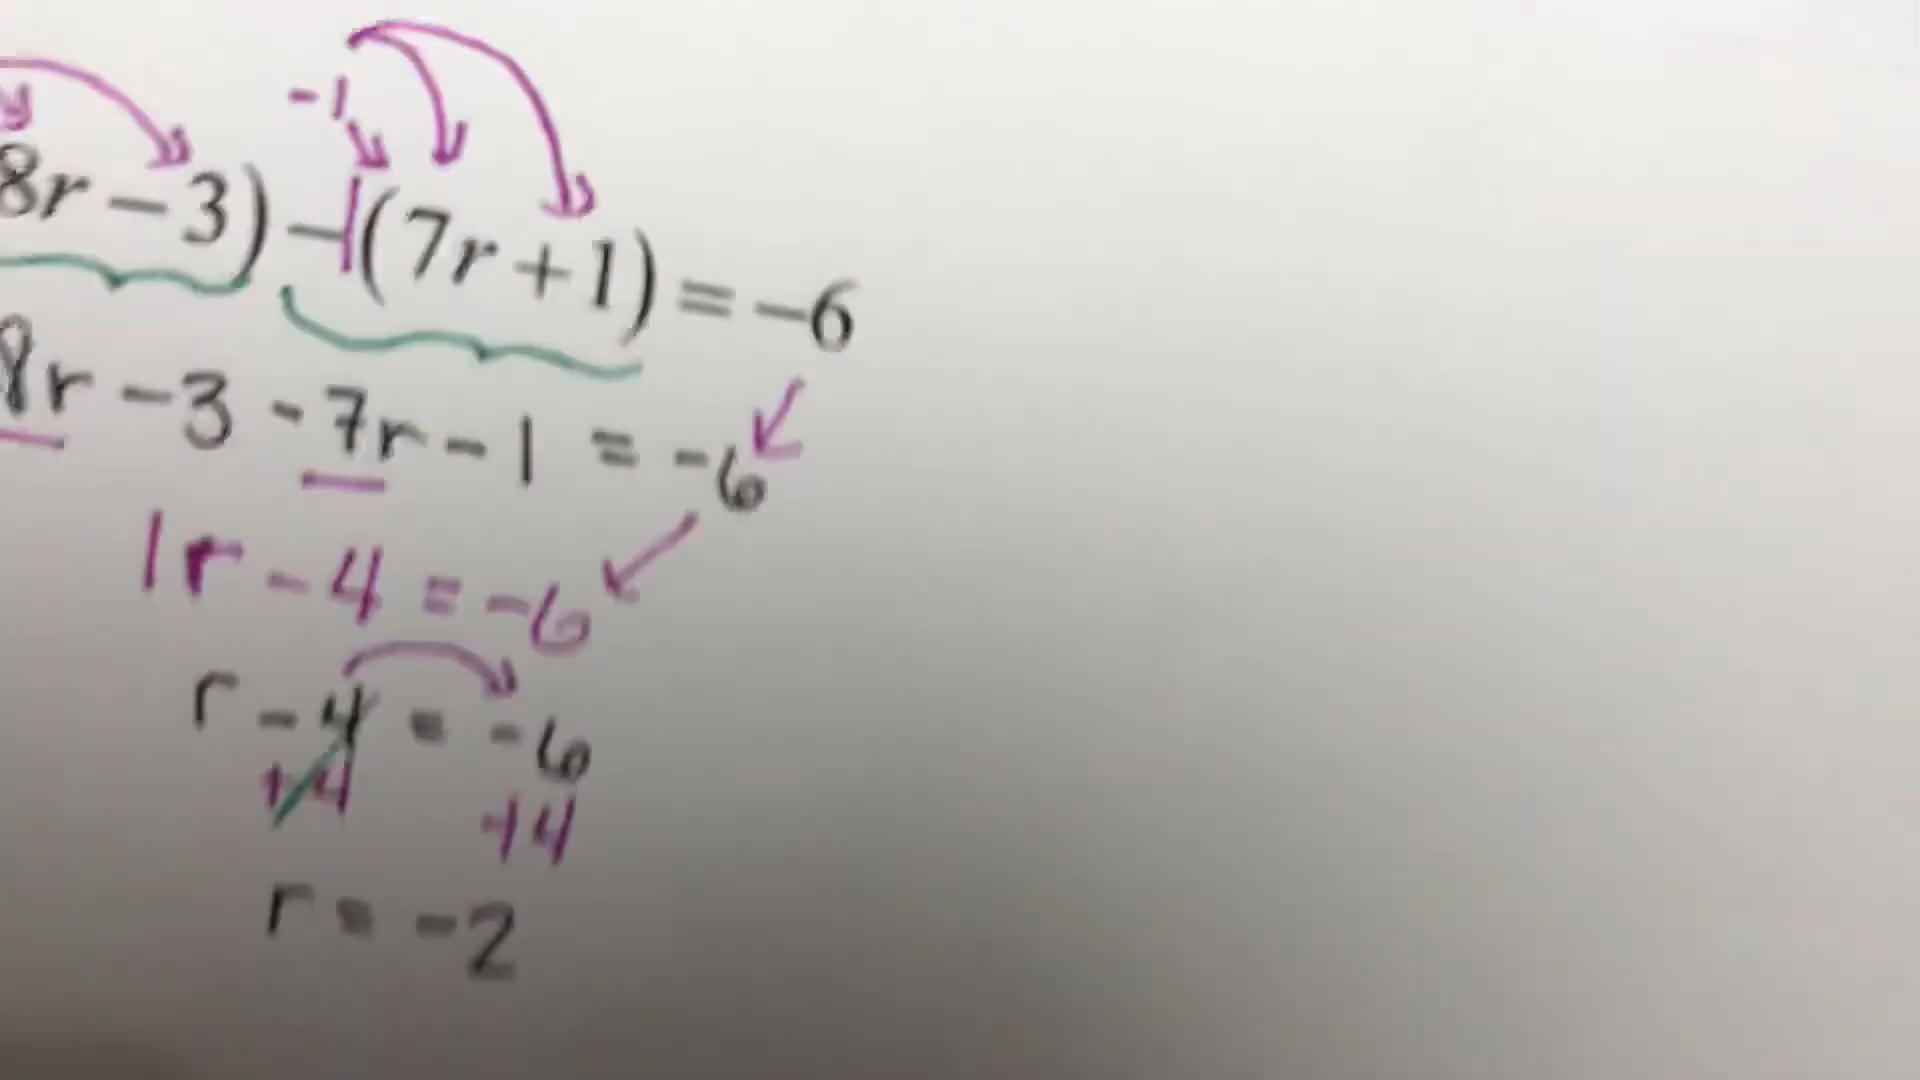 -1
8r - 3) -1(7r + 1) = -6
8r - 3 - 7r - 1 = -6
1r - 4 = -6
r - 4 = -6
+4 +4
r = -2